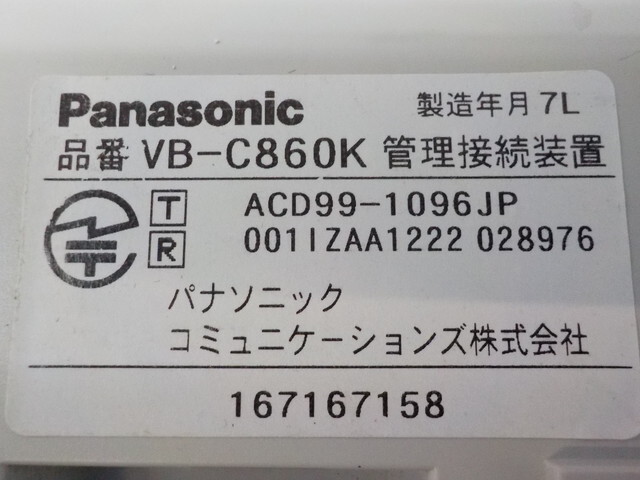 Panasonic 製造年月 7L
品番 VB-C860K 管理接続装置
T ACD99-1096JP
R 001IZAA1222 028976
パナソニック
コミュニケーションズ株式会社
167167158